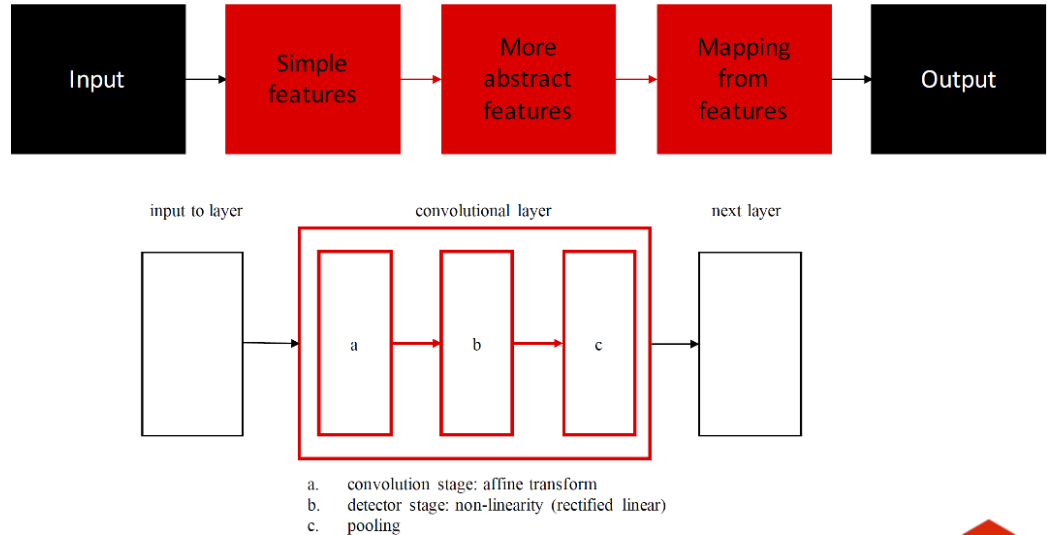 Input
Simple
features
More
abstract
features
Mapping
from
features
Output
input to layer
convolutional layer
next layer
a
b
c
a. convolution stage: affine transform
b. detector stage: non-linearity (rectified linear)
c. pooling